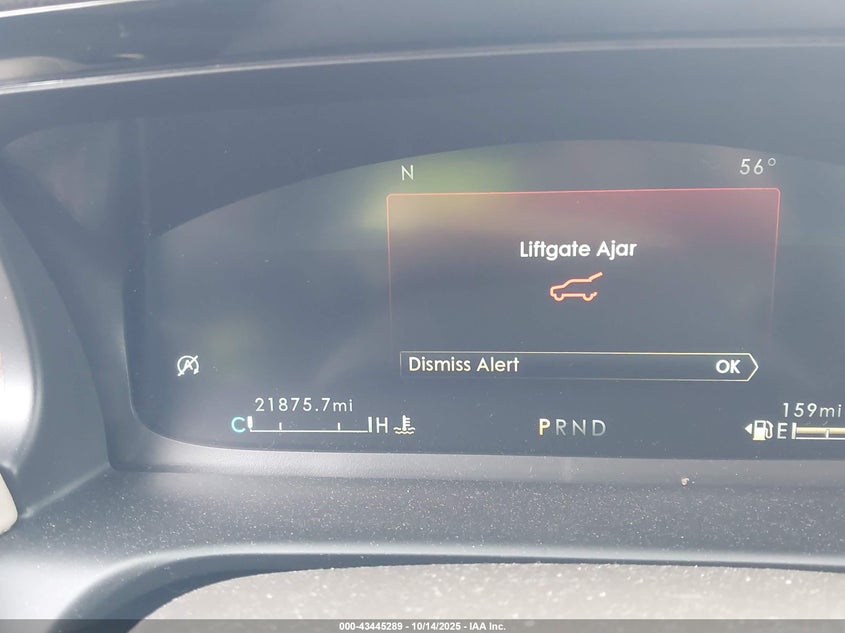 N 56°
Liftgate Ajar
Dismiss Alert OK
21875.7mi 159mi
C H PRND E
000-43445289 - 10/14/2025 - IAA Inc.